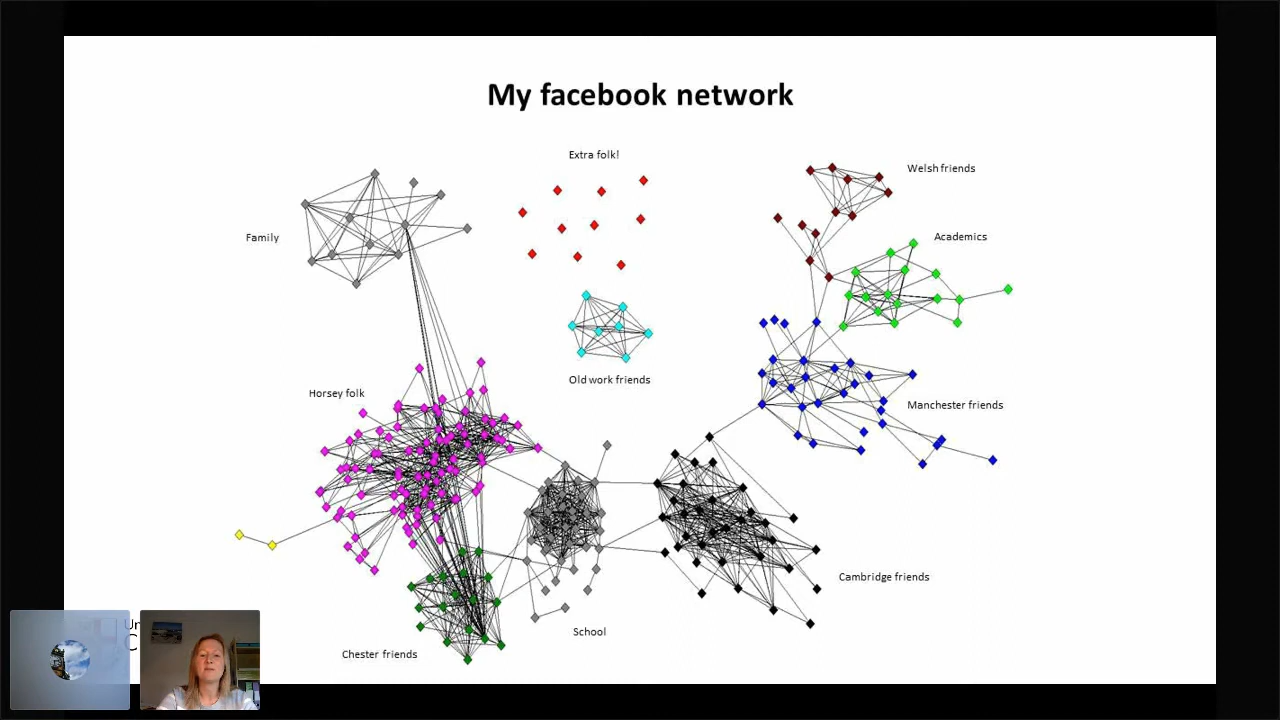 My facebook network
Extra folk!
Welsh friends
Family
Academics
Old work friends
Horsey folk
Manchester friends
Cambridge friends
School
Chester friends